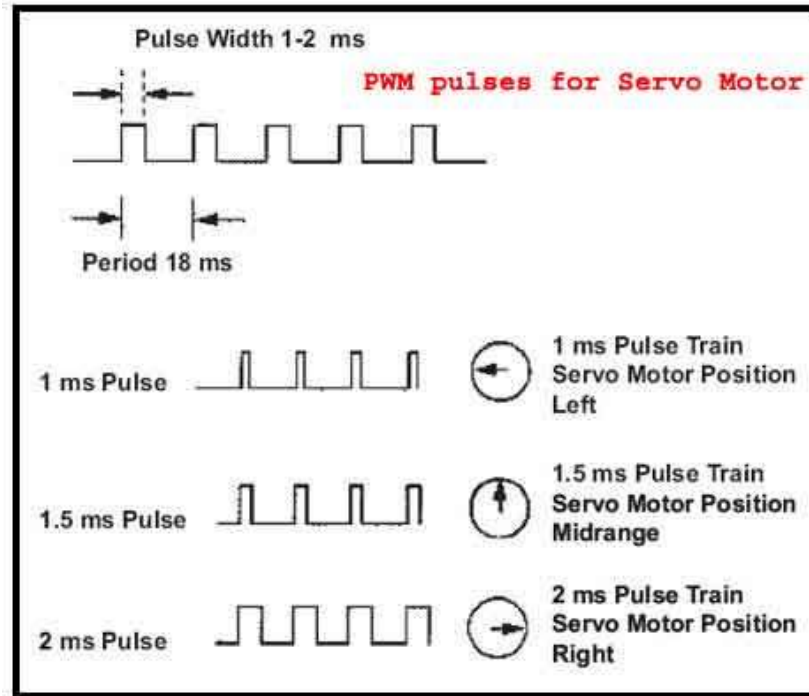 Pulse Width 1-2 ms
PWM pulses for Servo Motor
Period 18 ms
1 ms Pulse
1 ms Pulse Train
Servo Motor Position
Left
1.5 ms Pulse
1.5 ms Pulse Train
Servo Motor Position
Midrange
2 ms Pulse
2 ms Pulse Train
Servo Motor Position
Right